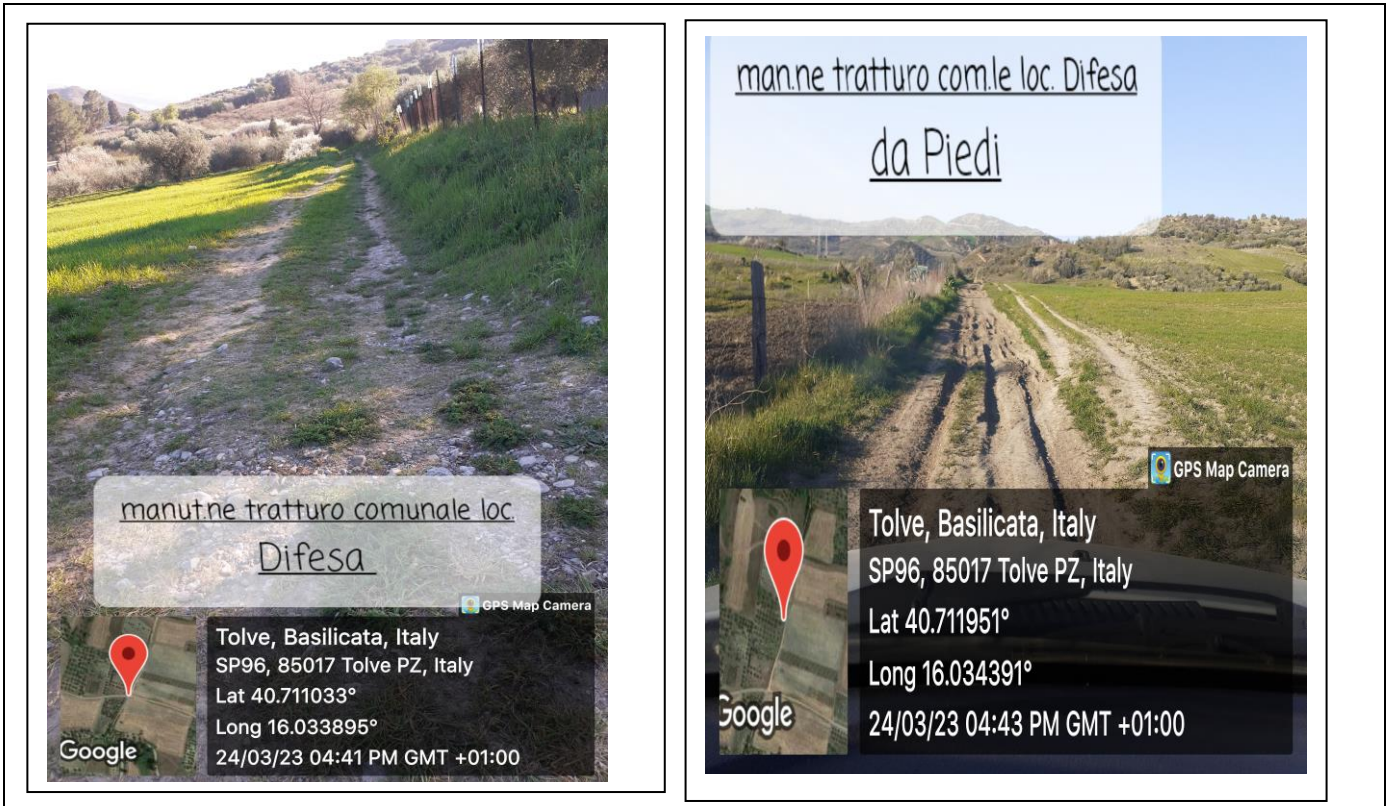 manut.ne tratturo comunale loc.
Difesa
GPS Map Camera
Tolve, Basilicata, Italy
SP96, 85017 Tolve PZ, Italy
Lat 40.711033°
Long 16.033895°
24/03/23 04:41 PM GMT +01:00
Google
man.ne tratturo com.le loc. Difesa
da Piedi
GPS Map Camera
Tolve, Basilicata, Italy
SP96, 85017 Tolve PZ, Italy
Lat 40.711951°
Long 16.034391°
24/03/23 04:43 PM GMT +01:00
Google